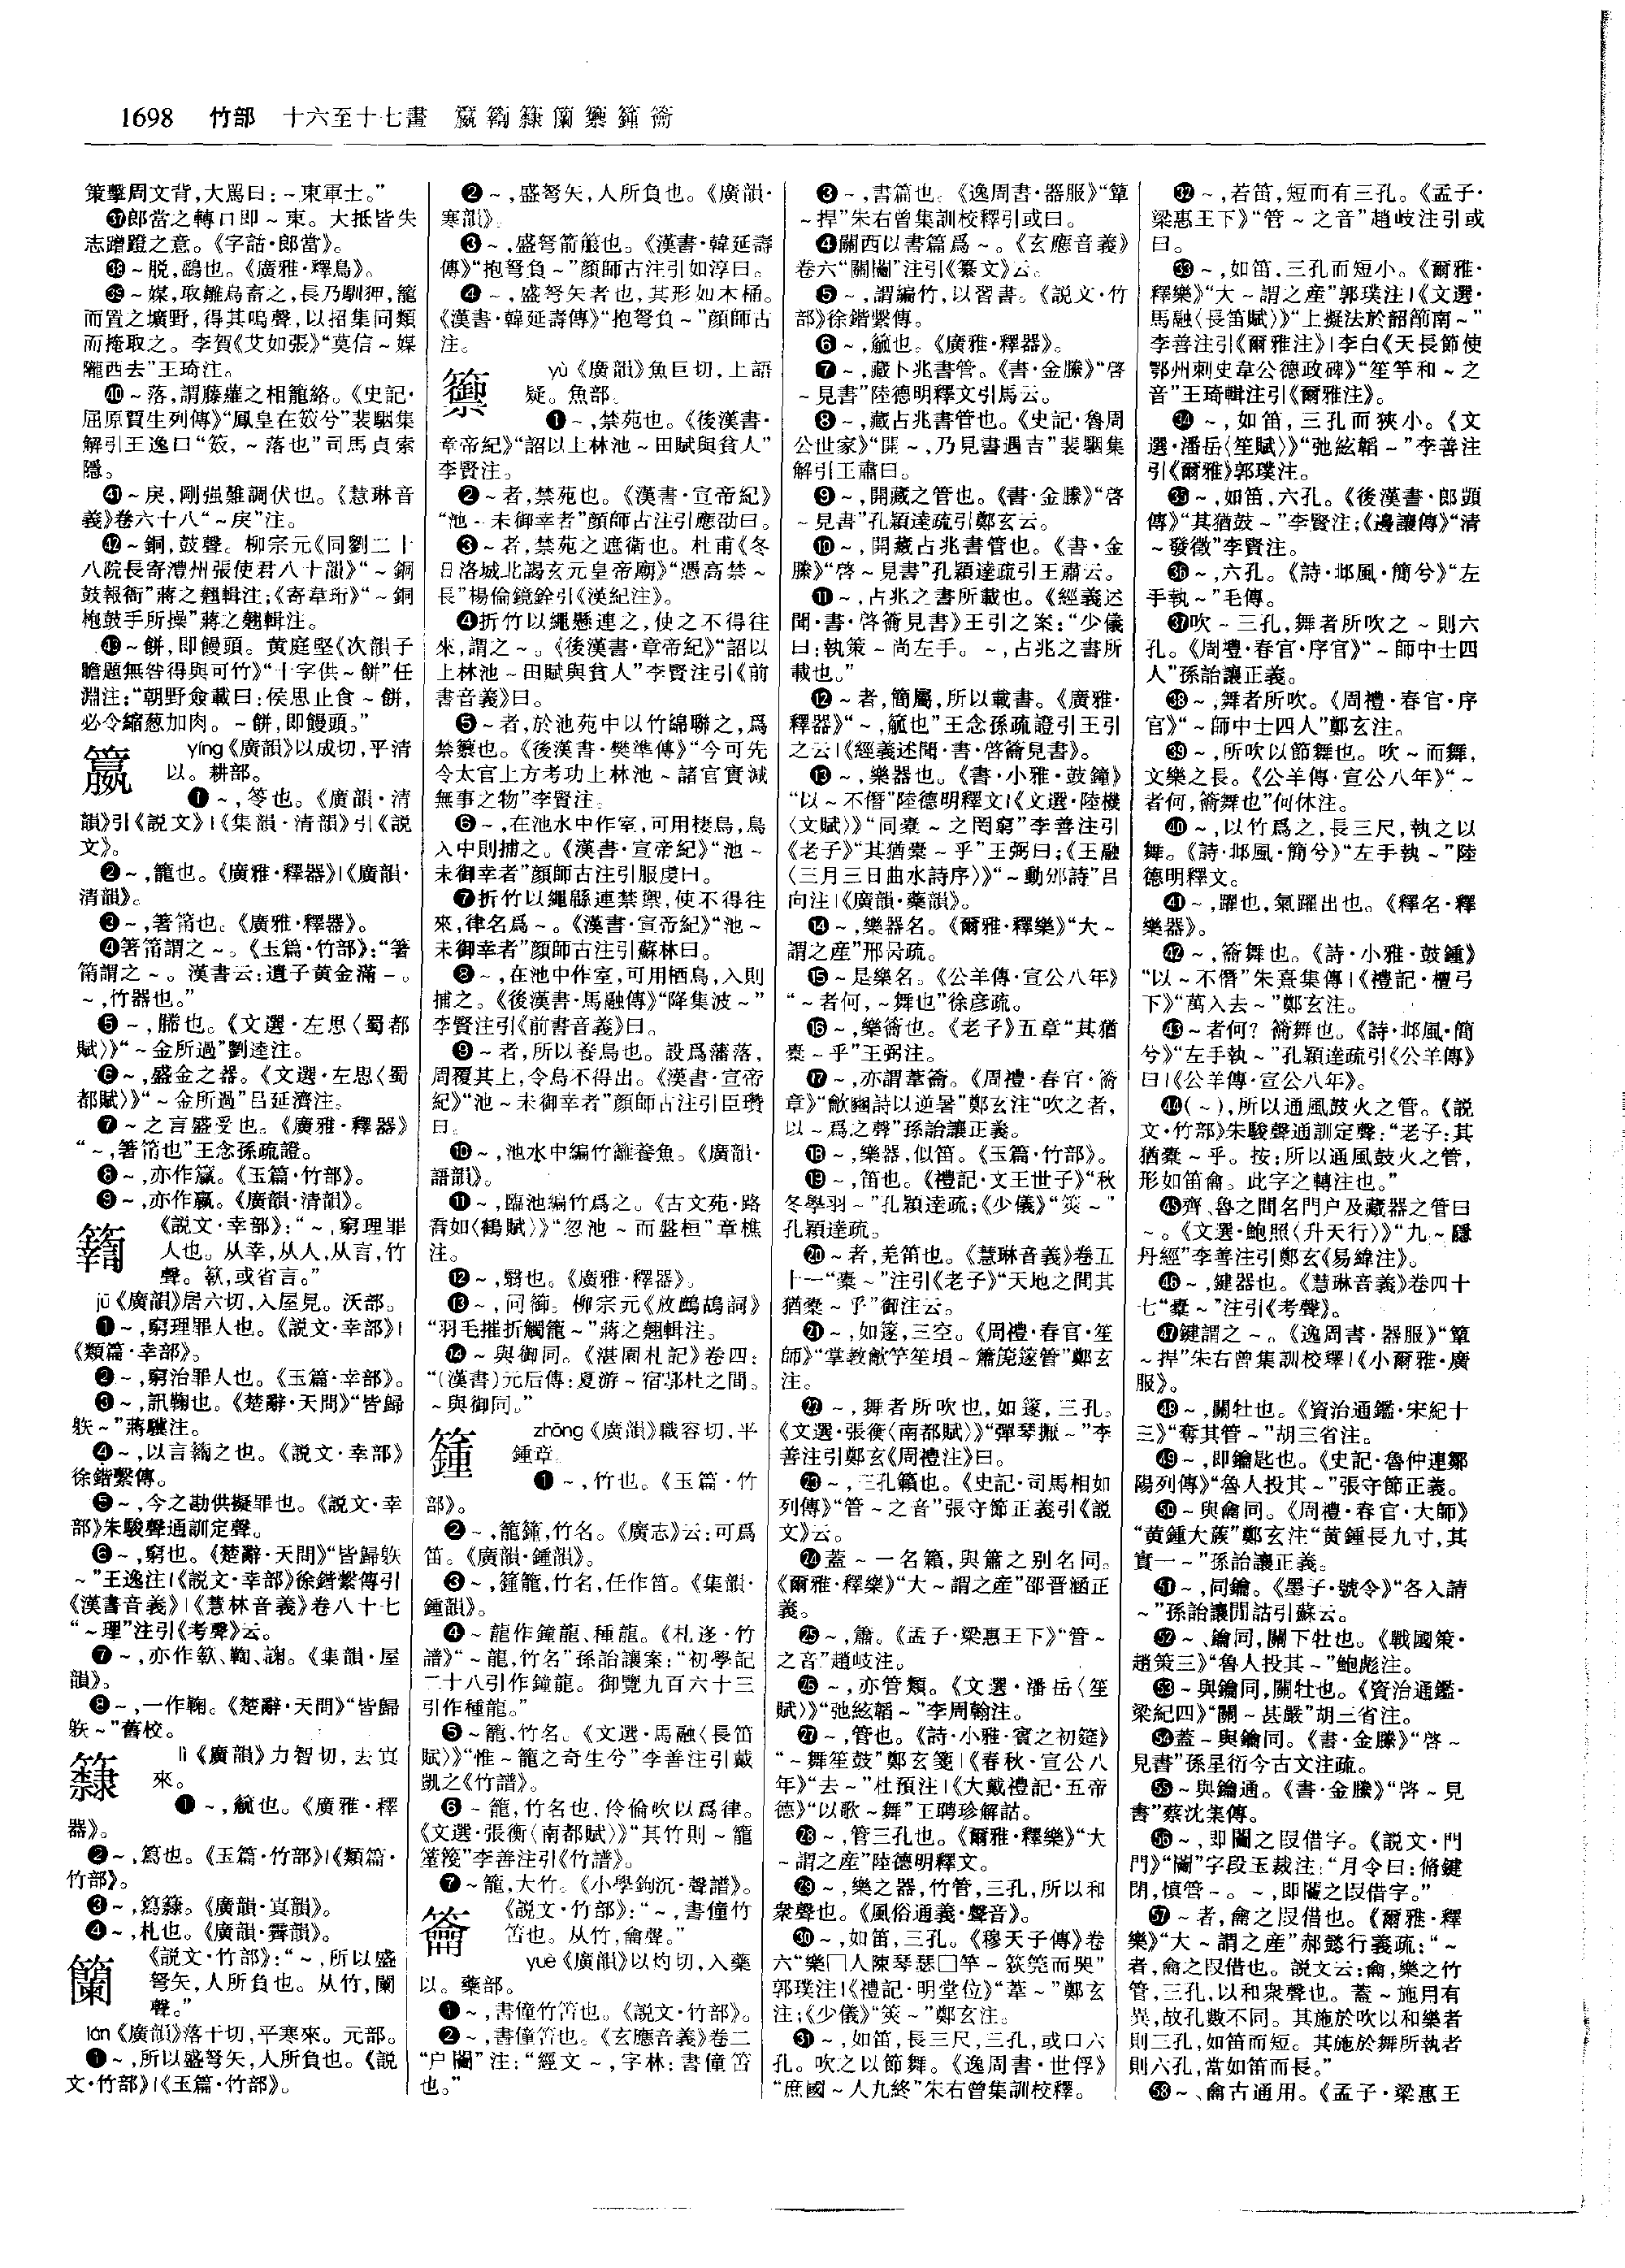 1698 竹部 十六至十七畫 籯籟䉪籣籞籦籥
策擊周文背，大罵曰：~東軍士。”
㊲郎當之轉口即~東。大抵皆失
志蹭蹬之意。《字詁·郎當》。
㊳~脱，鷂也。《廣雅·釋鳥》。
㊴~媒，取雛鳥畜之，長乃馴狎，籠
而置之壙野，得其鳴聲，以招集同類
而掩取之。李賀《艾如張》“莫信~媒
隴西去”王琦注。
㊵~落，謂藤蘿之相籠絡。《史記·
屈原賈生列傳》“鳳皇在笯兮”裴駰集
解引王逸曰“笯，~落也”司馬貞索
隱。
㊶~戾，剛强難調伏也。《慧琳音
義》卷六十八“~戾”注。
㊷~銅，鼓聲。柳宗元《同劉二十
八院長寄澧州張使君八十韻》“~銅
鼓報衙”蔣之翹輯注；《寄韋珩》“~銅
枹鼓手所操”蔣之翹輯注。
㊸~餅，即饅頭。黄庭堅《次韻子
瞻題無咎得與可竹》“十字供~餅”任
淵注：“朝野僉載曰：侯思止食~餅，
必令縮葱加肉。~餅，即饅頭。”
籯 yíng《廣韻》以成切，平清
以。耕部。
❶~，笭也。《廣韻·清
韻》引《説文》|《集韻·清韻》引《説
文》。
❷~，籠也。《廣雅·釋器》|《廣韻·
清韻》。
❸~，箸筩也。《廣雅·釋器》。
❹箸筩謂之~。《玉篇·竹部》：“箸
筩謂之~。漢書云：遺子黄金滿~。
~，竹器也。”
❺~，幐也。《文選·左思〈蜀都
賦〉》“~金所過”劉逵注。
❻~，盛金之器。《文選·左思〈蜀
都賦〉》“~金所過”吕延濟注。
❼~之言盛受也。《廣雅·釋器》
“~，箸筩也”王念孫疏證。
❽~，亦作籝。《玉篇·竹部》。
❾~，亦作籝。《廣韻·清韻》。
《説文·㚔部》：“~，窮理罪
人也。从㚔，从人，从言，竹
聲。，或省言。”
jū《廣韻》居六切，入屋見。沃部。
❶~，窮理罪人也。《説文·㚔部》|
《類篇·㚔部》。
❷~，窮治罪人也。《玉篇·㚔部》。
❸~，訊鞠也。《楚辭·天問》“皆歸
䠶~”蔣驥注。
❹~，以言鞫之也。《説文·㚔部》
徐鍇繫傳。
❺~，今之勘供擬罪也。《説文·㚔
部》朱駿聲通訓定聲。
❻~，窮也。《楚辭·天問》“皆歸䠶
~”王逸注|《説文·㚔部》徐鍇繫傳引
《漢書音義》|《慧林音義》卷八十七
“~理”注引《考聲》云。
❼~，亦作、鞫、諊。《集韻·屋
韻》。
❽~，一作鞠。《楚辭·天問》“皆歸
䠶~”舊校。
lì《廣韻》力智切，去寘
來。
❶~，觚也。《廣雅·釋
器》。
❷~，篇也。《玉篇·竹部》|《類篇·
竹部》。
❸~，。《廣韻·寘韻》。
❹~，札也。《廣韻·霽韻》。
籣 《説文·竹部》：“~，所以盛
弩矢，人所負也。从竹，闌
聲。”
lán《廣韻》落干切，平寒來。元部。
❶~，所以盛弩矢，人所負也。《説
文·竹部》|《玉篇·竹部》。
❷~，盛弩矢，人所負也。《廣韻·
寒韻》。
❸~，盛弩箭箙也。《漢書·韓延壽
傳》“抱弩負~”顔師古注引如淳曰。
❹~，盛弩矢者也，其形如木桶。
《漢書·韓延壽傳》“抱弩負~”顔師古
注。
籞 yù《廣韻》魚巨切，上語
疑。魚部。
❶~，禁苑也。《後漢書·
章帝紀》“詔以上林池~田賦與貧人”
李賢注。
❷~者，禁苑也。《漢書·宣帝紀》
“池~未御幸者”顔師古注引應劭曰。
❸~者，禁苑之遮衛也。杜甫《冬
日洛城北謁玄元皇帝廟》“憑高禁~
長”楊倫鏡銓引《漢紀注》。
❹折竹以繩懸連之，使之不得往
來，謂之~。《後漢書·章帝紀》“詔以
上林池~田賦與貧人”李賢注引《前
書音義》曰。
❺~者，於池苑中以竹綿聯之，爲
禁籞也。《後漢書·樊準傳》“今可先
令太官上方考功上林池~諸官實減
無事之物”李賢注。
❻~，在池水中作室，可用棲鳥，鳥
入中則捕之。《漢書·宣帝紀》“池~
未御幸者”顔師古注引服虔曰。
❼折竹以繩緜連禁禦，使不得往
來，律名爲~。《漢書·宣帝紀》“池~
未御幸者”顔師古注引蘇林曰。
❽~，在池中作室，可用栖鳥，入則
捕之。《後漢書·馬融傳》“降集波~”
李賢注引《前書音義》曰。
❾~者，所以養鳥也。設爲藩落，
周覆其上，令鳥不得出。《漢書·宣帝
紀》“池~未御幸者”顔師古注引臣瓚
曰。
❿~，池水中編竹籬養魚。《廣韻·
語韻》。
⓫~，臨池編竹爲之。《古文苑·路
喬如〈鶴賦〉》“忽池~而盤桓”章樵
注。
⓬~，翳也。《廣雅·釋器》。
⓭~，同篽。柳宗元《放鷓鴣詞》
“羽毛摧折觸籠~”蔣之翹輯注。
⓮~與御同。《湛園札記》卷四：
“（漢書）元后傳：夏游~宿鄠杜之間。
~與御同。”
籦 zhōng《廣韻》職容切，平
鍾章。
❶~，竹也。《玉篇·竹
部》。
❷~，籠籦，竹名。《廣志》云：可爲
笛。《廣韻·鍾韻》。
❸~，籦籠，竹名，任作笛。《集韻·
鍾韻》。
❹~龍作鐘龍、種龍。《札迻·竹
譜》“~龍，竹名”孫詒讓案：“初學記
二十八引作鐘龍。御覽九百六十三
引作種龍。”
❺~籠，竹名。《文選·馬融〈長笛
賦〉》“惟~籠之奇生兮”李善注引戴
凱之《竹譜》。
❻~籠，竹名也，伶倫吹以爲律。
《文選·張衡〈南都賦〉》“其竹則~籠
䈽篾”李善注引《竹譜》。
❼~籠，大竹。《小學鉤沉·聲譜》。
籥 《説文·竹部》：“~，書僮竹
笘也。从竹，龠聲。”
yuè《廣韻》以灼切，入藥
以。藥部。
❶~，書僮竹笘也。《説文·竹部》。
❷~，書僮笘也。《玄應音義》卷二
“户闟”注：“經文~，字林：書僮笘
也。”
❸~，書篇也。《逸周書·器服》“簟
~捍”朱右曾集訓校釋引或曰。
❹關西以書篇爲~。《玄應音義》
卷六“關闟”注引《纂文》云。
❺~，謂編竹，以習書。《説文·竹
部》徐鍇繫傳。
❻~，觚也。《廣雅·釋器》。
❼~，藏卜兆書管。《書·金縢》“啓
~見書”陸德明釋文引馬云。
❽~，藏占兆書管也。《史記·魯周
公世家》“開~，乃見書遇吉”裴駰集
解引王肅曰。
❾~，開藏之管也。《書·金縢》“啓
~見書”孔穎達疏引鄭玄云。
❿~，開藏占兆書管也。《書·金
縢》“啓~見書”孔穎達疏引王肅云。
⓫~，占兆之書所載也。《經義述
聞·書·啓籥見書》王引之案：“少儀
曰：執策~尚左手。~，占兆之書所
載也。”
⓬~者，簡屬，所以載書。《廣雅·
釋器》“~，觚也”王念孫疏證引王引
之云|《經義述聞·書·啓籥見書》。
⓭~，樂器也。《書·小雅·鼓鐘》
“以~不僭”陸德明釋文|《文選·陸機
〈文賦〉》“同橐~之罔窮”李善注引
《老子》“其猶橐~乎”王弼曰；《王融
〈三月三日曲水詩序〉》“~動邠詩”吕
向注|《廣韻·藥韻》。
⓮~，樂器名。《爾雅·釋樂》“大~
謂之産”邢昺疏。
⓯~是樂名。《公羊傳·宣公八年》
“~者何，~舞也”徐彦疏。
⓰~，樂籥也。《老子》五章“其猶
橐~乎”王弼注。
⓱~，亦謂葦籥。《周禮·春官·籥
章》“龡豳詩以逆暑”鄭玄注“吹之者，
以~爲之聲”孫詒讓正義。
⓲~，樂器，似笛。《玉篇·竹部》。
⓳~，笛也。《禮記·文王世子》“秋
冬學羽~”孔穎達疏；《少儀》“筴~”
孔穎達疏。
⓴~者，羌笛也。《慧琳音義》卷五
十一“橐~”注引《老子》“天地之間其
猶橐~乎”御注云。
㉑~，如篴，三空。《周禮·春官·笙
師》“掌教龡竽笙塤~簫篪篴管”鄭玄
注。
㉒~，舞者所吹也，如篴，三孔。
《文選·張衡〈南都賦〉》“彈琴擫~”李
善注引鄭玄《周禮注》曰。
㉓~，三孔籟也。《史記·司馬相如
列傳》“管~之音”張守節正義引《説
文》云。
㉔蓋~一名籟，與簫之别名同。
《爾雅·釋樂》“大~謂之産”邵晉涵正
義。
㉕~，簫。《孟子·梁惠王下》“管~
之音”趙岐注。
㉖~，亦管類。《文選·潘岳〈笙
賦〉》“弛絃韜~”李周翰注。
㉗~，管也。《詩·小雅·賓之初筵》
“~舞笙鼓”鄭玄箋|《春秋·宣公八
年》“去~”杜預注|《大戴禮記·五帝
德》“以歌~舞”王聘珍解詁。
㉘~，管三孔也。《爾雅·釋樂》“大
~謂之産”陸德明釋文。
㉙~，樂之器，竹管，三孔，所以和
衆聲也。《風俗通義·聲音》。
㉚~，如笛，三孔。《穆天子傳》卷
六“樂□人陳琴瑟□竽~篍筦而哭”
郭璞注|《禮記·明堂位》“葦~”鄭玄
注；《少儀》“筴~”鄭玄注。
㉛~，如笛，長三尺，三孔，或曰六
孔。吹之以節舞。《逸周書·世俘》
“庶國~人九終”朱右曾集訓校釋。
㉜~，若笛，短而有三孔。《孟子·
梁惠王下》“管~之音”趙岐注引或
曰。
㉝~，如笛，三孔而短小。《爾雅·
釋樂》“大~謂之産”郭璞注|《文選·
馬融〈長笛賦〉》“上擬法於韶箾南~”
李善注引《爾雅注》|李白《天長節使
鄂州刺史韋公德政碑》“笙竽和~之
音”王琦輯注引《爾雅注》。
㉞~，如笛，三孔而狹小。《文
選·潘岳〈笙賦〉》“弛絃韜~”李善注
引《爾雅》郭璞注。
㉟~，如笛，六孔。《後漢書·郎顗
傳》“其猶鼓~”李賢注；《邊讓傳》“清
~發徵”李賢注。
㊱~，六孔。《詩·邶風·簡兮》“左
手執~”毛傳。
㊲吹~三孔，舞者所吹之~則六
孔。《周禮·春官·序官》“~師中士四
人”孫詒讓正義。
㊳~，舞者所吹。《周禮·春官·序
官》“~師中士四人”鄭玄注。
㊴~，所吹以節舞也。吹~而舞，
文樂之長。《公羊傳·宣公八年》“~
者何，籥舞也”何休注。
㊵~，以竹爲之，長三尺，執之以
舞。《詩·邶風·簡兮》“左手執~”陸
德明釋文。
㊶~，躍也，氣躍出也。《釋名·釋
樂器》。
㊷~，籥舞也。《詩·小雅·鼓鍾》
“以~不僭”朱熹集傳|《禮記·檀弓
下》“萬入去~”鄭玄注。
㊸~者何？籥舞也。《詩·邶風·簡
兮》“左手執~”孔穎達疏引《公羊傳》
曰|《公羊傳·宣公八年》。
㊹（~），所以通風鼓火之管。《説
文·竹部》朱駿聲通訓定聲：“老子：其
猶橐~乎。按：所以通風鼓火之管，
形如笛龠。此字之轉注也。”
㊺齊、魯之間名門户及藏器之管曰
~。《文選·鮑照〈升天行〉》“九~隱
丹經”李善注引鄭玄《易緯注》。
㊻~，鍵器也。《慧琳音義》卷四十
七“橐~”注引《考聲》。
㊼鍵謂之~。《逸周書·器服》“簟
~捍”朱右曾集訓校釋|《小爾雅·廣
服》。
㊽~，關牡也。《資治通鑑·宋紀十
三》“奪其管~”胡三省注。
㊾~，即鑰匙也。《史記·魯仲連鄒
陽列傳》“魯人投其~”張守節正義。
㊿~與龠同。《周禮·春官·大師》
“黄鍾大蔟”鄭玄注“黄鍾長九寸，其
實一~”孫詒讓正義。
51~，同鑰。《墨子·號令》“各入請
~”孫詒讓閒詁引蘇云。
52~、鑰同，關下牡也。《戰國策·
趙策三》“魯人投其~”鮑彪注。
53~與鑰同，關牡也。《資治通鑑·
梁紀四》“關~甚嚴”胡三省注。
54蓋~與鑰同。《書·金縢》“啓~
見書”孫星衍今古文注疏。
55~與鑰通。《書·金縢》“啓~見
書”蔡沈集傳。
56~，即闟之叚借字。《説文·門
門》“闟”字段玉裁注：“月令曰：脩鍵
閉，慎管~。~，即闟之叚借字。”
57~者，龠之叚借也。《爾雅·釋
樂》“大~謂之産”郝懿行義疏：“~
者，龠之叚借也。説文云：龠，樂之竹
管，三孔，以和衆聲也。蓋~施用有
異，故孔數不同。其施於吹以和樂者
則三孔，如笛而短。其施於舞所執者
則六孔，當如笛而長。”
58~、龠古通用。《孟子·梁惠王